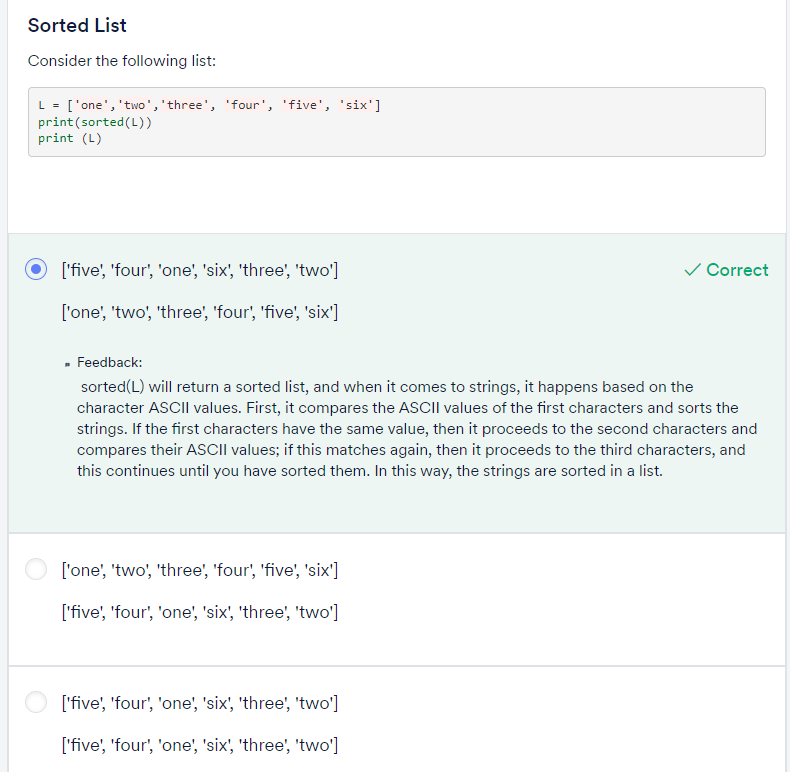 Sorted List
Consider the following list:
L = ['one','two','three', 'four', 'five', 'six']
print(sorted(L))
print (L)
['five', 'four', 'one', 'six', 'three', 'two']
✓ Correct
['one', 'two', 'three', 'four', 'five', 'six']
Feedback:
sorted(L) will return a sorted list, and when it comes to strings, it happens based on the
character ASCII values. First, it compares the ASCII values of the first characters and sorts the
strings. If the first characters have the same value, then it proceeds to the second characters and
compares their ASCII values; if this matches again, then it proceeds to the third characters, and
this continues until you have sorted them. In this way, the strings are sorted in a list.
['one', 'two', 'three', 'four', 'five', 'six']
['five', 'four', 'one', 'six', 'three', 'two']
['five', 'four', 'one', 'six', 'three', 'two']
['five', 'four', 'one', 'six', 'three', 'two']